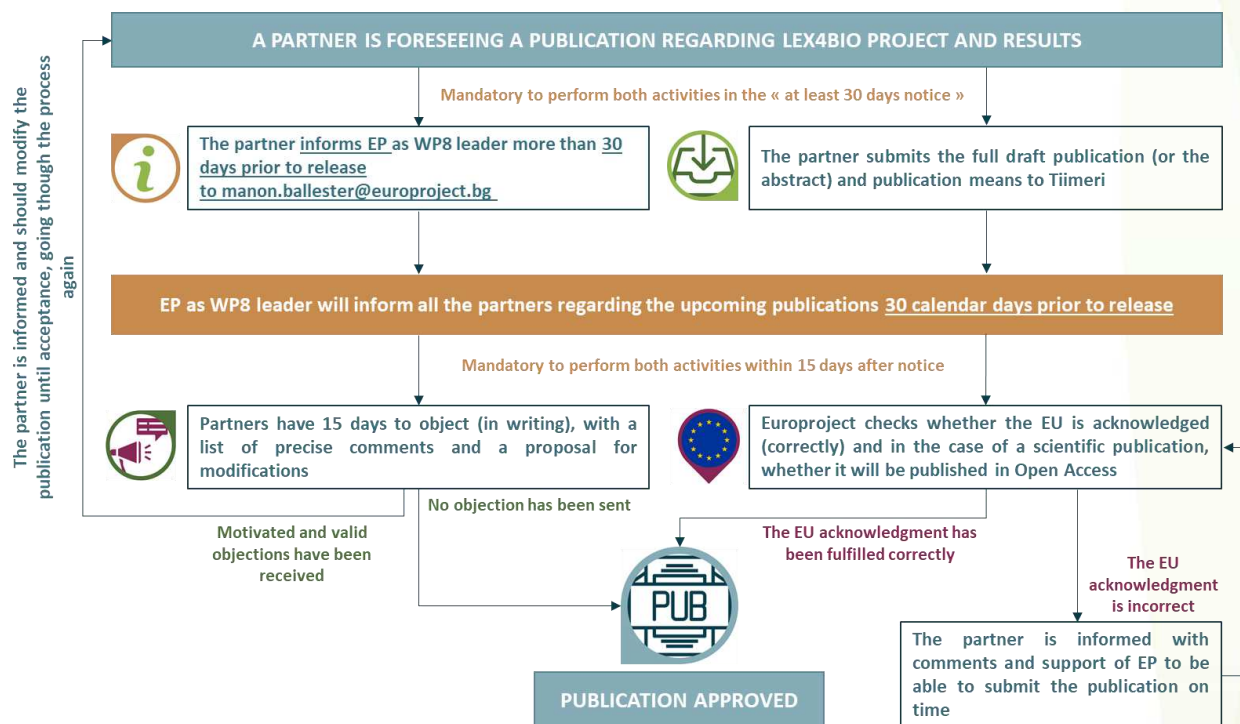 A PARTNER IS FORESEEING A PUBLICATION REGARDING LEX4BIO PROJECT AND RESULTS
The partner is informed and should modify the
publication until acceptance, going though the process
again
Mandatory to perform both activities in the « at least 30 days notice »
The partner informs EP as WP8 leader more than 30
days prior to release
to manon.ballester@europroject.bg
The partner submits the full draft publication (or the
abstract) and publication means to Tiimeri
EP as WP8 leader will inform all the partners regarding the upcoming publications 30 calendar days prior to release
Mandatory to perform both activities within 15 days after notice
Partners have 15 days to object (in writing), with a
list of precise comments and a proposal for
modifications
Europroject checks whether the EU is acknowledged
(correctly) and in the case of a scientific publication,
whether it will be published in Open Access
No objection has been sent
Motivated and valid
objections have been
received
The EU acknowledgment has
been fulfilled correctly
The EU
acknowledgment
is incorrect
PUB
PUBLICATION APPROVED
The partner is informed with
comments and support of EP to be
able to submit the publication on
time